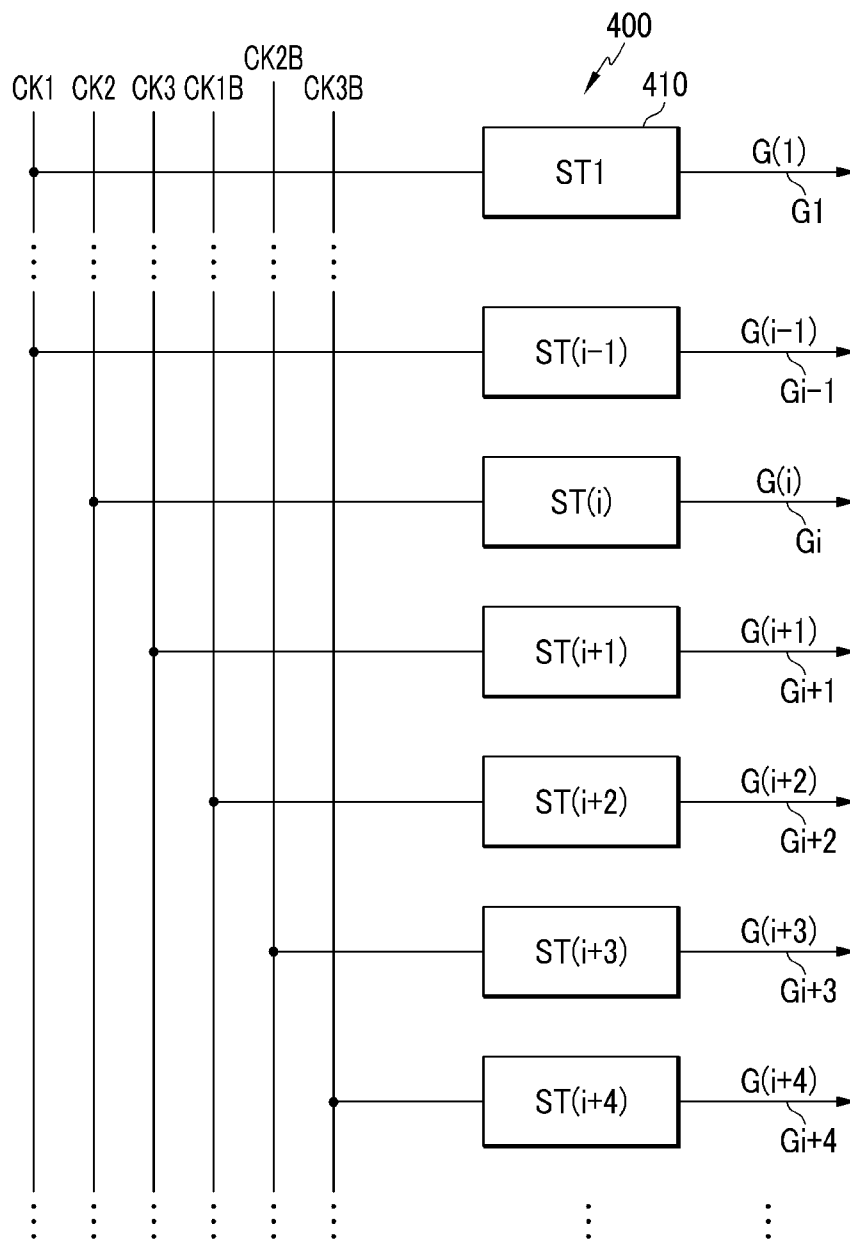 400
CK2B
CK1 CK2 CK3 CK1B CK3B
410
ST1
G(1)
G1
ST(i-1)
G(i-1)
Gi-1
ST(i)
G(i)
Gi
ST(i+1)
G(i+1)
Gi+1
ST(i+2)
G(i+2)
Gi+2
ST(i+3)
G(i+3)
Gi+3
ST(i+4)
G(i+4)
Gi+4